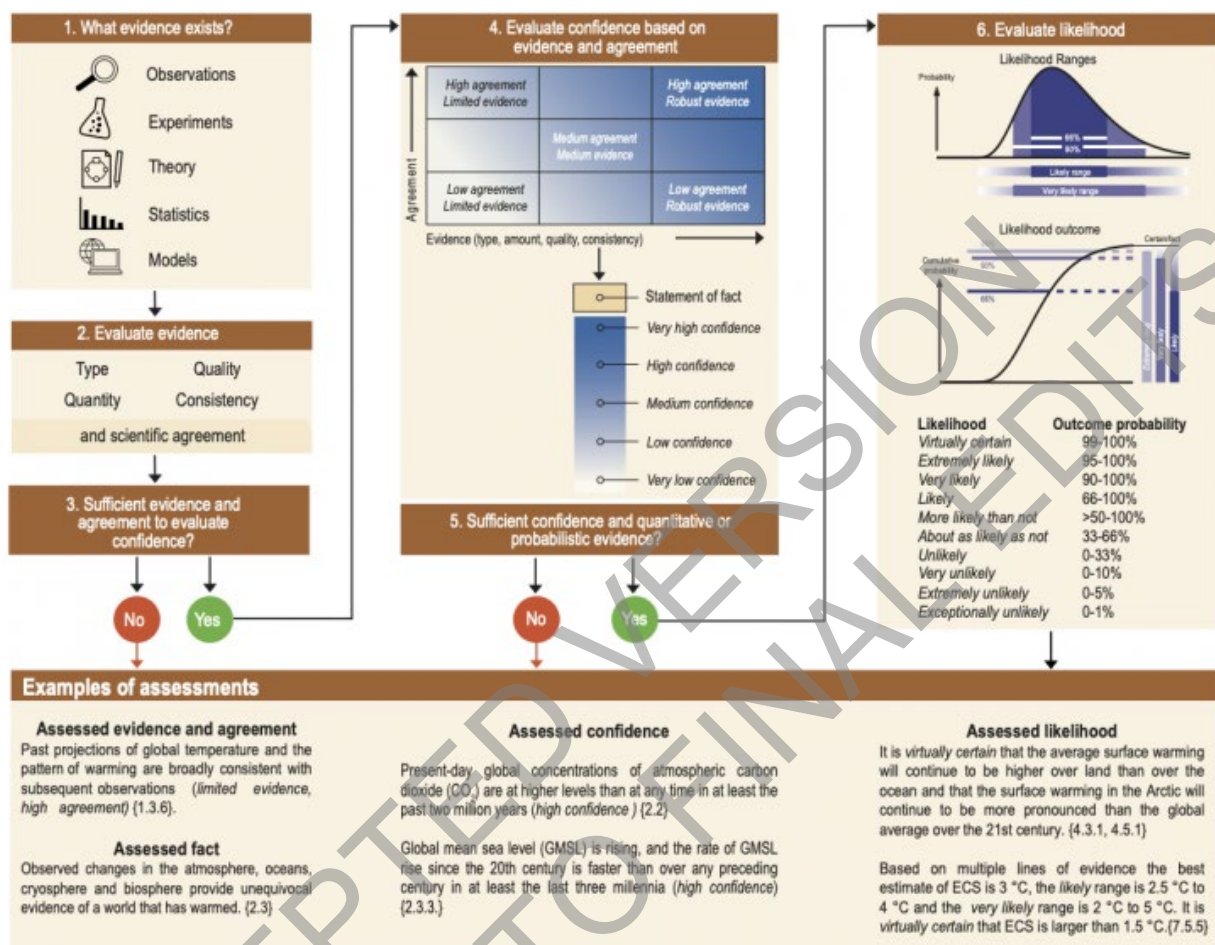 1. What evidence exists?
Observations
Experiments
Theory
Statistics
Models
2. Evaluate evidence
Type Quality
Quantity Consistency
and scientific agreement
3. Sufficient evidence and
agreement to evaluate
confidence?
No Yes
4. Evaluate confidence based on
evidence and agreement
Agreement
High agreement
Limited evidence
High agreement
Robust evidence
Medium agreement
Medium evidence
Low agreement
Limited evidence
Low agreement
Robust evidence
Evidence (type, amount, quality, consistency)
Statement of fact
Very high confidence
High confidence
Medium confidence
Low confidence
Very low confidence
5. Sufficient confidence and quantitative or
probabilistic evidence?
No Yes
6. Evaluate likelihood
Likelihood Ranges
Probability
66%
90%
Likely range
Very likely range
Likelihood outcome
Cumulative
probability
90%
66%
Certain/fact
Likelihood Outcome probability
Virtually certain 99-100%
Extremely likely 95-100%
Very likely 90-100%
Likely 66-100%
More likely than not >50-100%
About as likely as not 33-66%
Unlikely 0-33%
Very unlikely 0-10%
Extremely unlikely 0-5%
Exceptionally unlikely 0-1%
Examples of assessments
Assessed evidence and agreement
Past projections of global temperature and the
pattern of warming are broadly consistent with
subsequent observations (limited evidence,
high agreement) {1.3.6}.
Assessed fact
Observed changes in the atmosphere, oceans,
cryosphere and biosphere provide unequivocal
evidence of a world that has warmed. {2.3}
Assessed confidence
Present-day global concentrations of atmospheric carbon
dioxide (CO₂) are at higher levels than at any time in at least the
past two million years (high confidence ) {2.2}
Global mean sea level (GMSL) is rising, and the rate of GMSL
rise since the 20th century is faster than over any preceding
century in at least the last three millennia (high confidence)
{2.3.3.}
Assessed likelihood
It is virtually certain that the average surface warming
will continue to be higher over land than over the
ocean and that the surface warming in the Arctic will
continue to be more pronounced than the global
average over the 21st century. {4.3.1, 4.5.1}
Based on multiple lines of evidence the best
estimate of ECS is 3 °C, the likely range is 2.5 °C to
4 °C and the very likely range is 2 °C to 5 °C. It is
virtually certain that ECS is larger than 1.5 °C.{7.5.5}
VERSION
TO FINAL EDITS